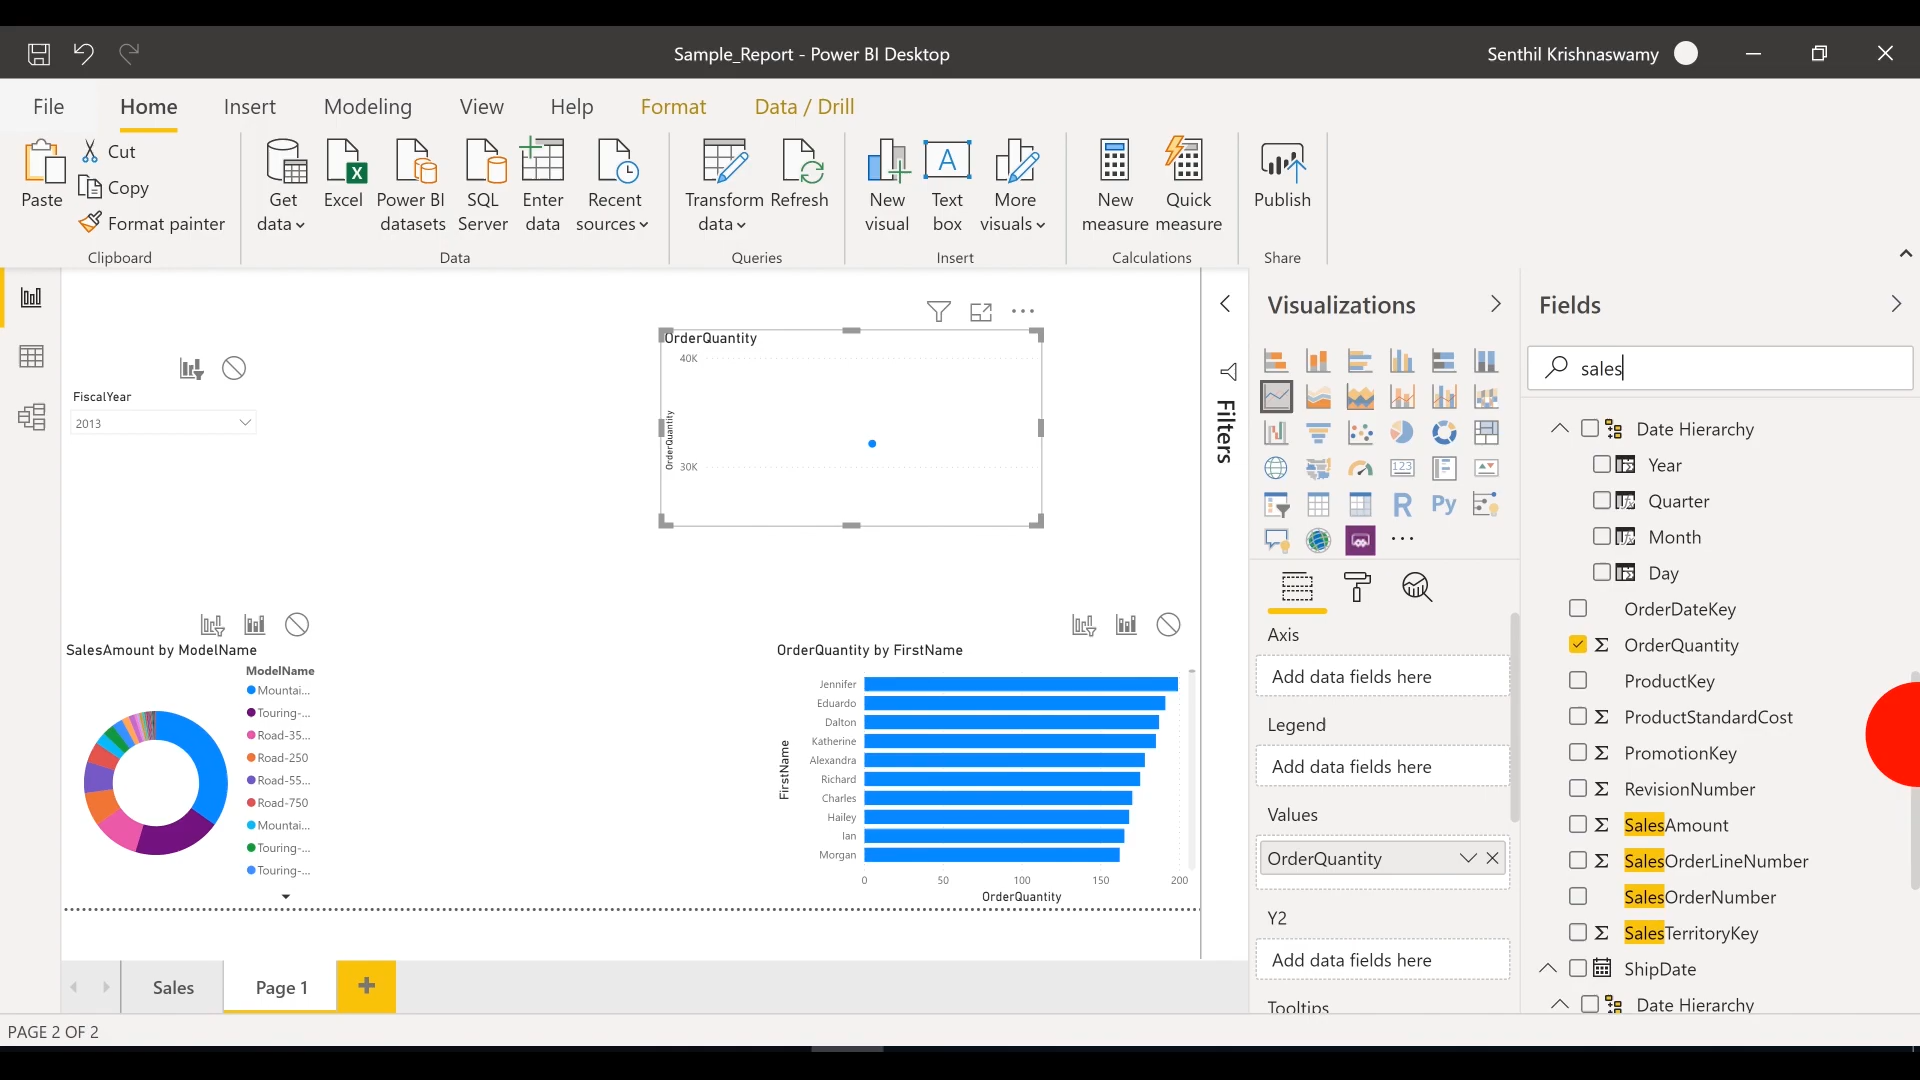 Sample_Report - Power BI Desktop
Senthil Krishnaswamy
File
Home
Insert
Modeling
View
Help
Format
Data / Drill
Paste
Cut
Copy
Format painter
Clipboard
Get data
Excel
Power BI datasets
SQL Server
Enter data
Recent sources
Data
Transform data
Refresh
Queries
New visual
Text box
More visuals
Insert
New measure
Quick measure
Calculations
Publish
Share
FiscalYear
2013
OrderQuantity
40K
30K
OrderQuantity
SalesAmount by ModelName
ModelName
Mountai...
Touring-...
Road-35...
Road-250
Road-55...
Road-750
Mountai...
Touring-...
Touring-...
OrderQuantity by FirstName
FirstName
Jennifer
Eduardo
Dalton
Katherine
Alexandra
Richard
Charles
Hailey
Ian
Morgan
0
50
100
150
200
OrderQuantity
Filters
Visualizations
123
R
Py
Axis
Add data fields here
Legend
Add data fields here
Values
OrderQuantity
Y2
Add data fields here
Tooltips
Fields
sales
Date Hierarchy
Year
Quarter
Month
Day
OrderDateKey
OrderQuantity
ProductKey
ProductStandardCost
PromotionKey
RevisionNumber
SalesAmount
SalesOrderLineNumber
SalesOrderNumber
SalesTerritoryKey
ShipDate
Date Hierarchy
Sales
Page 1
PAGE 2 OF 2